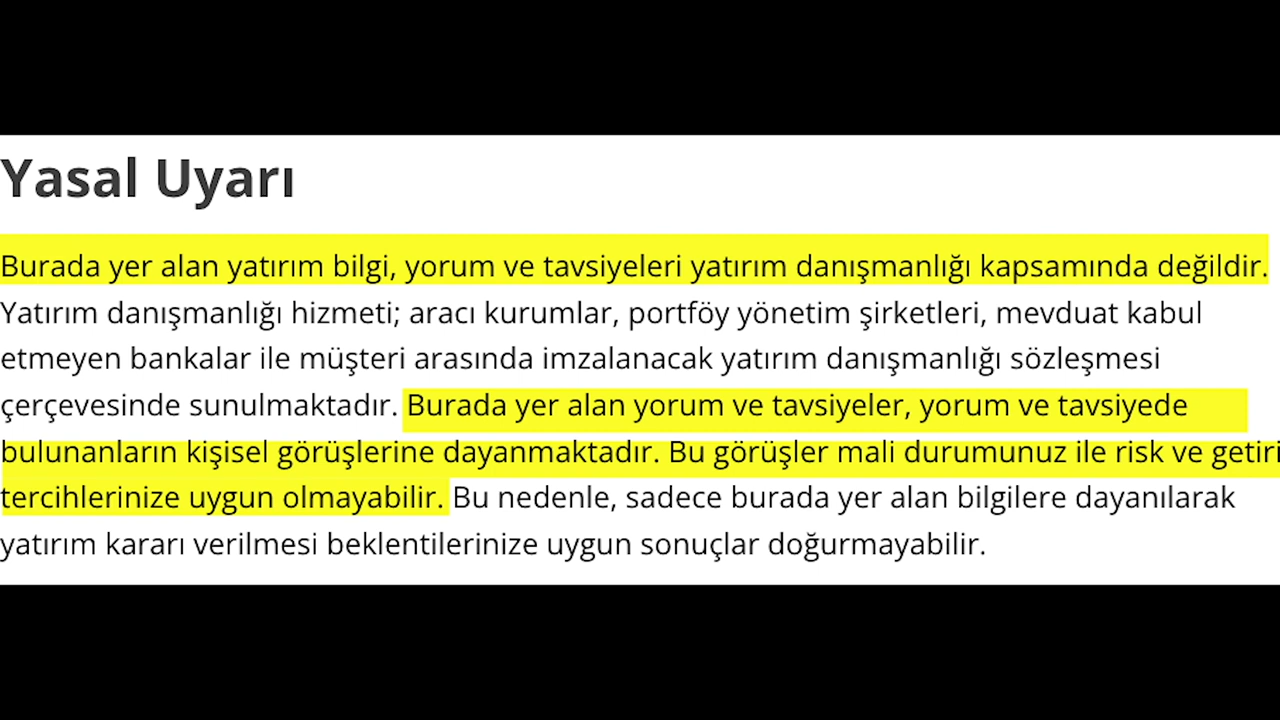 Yasal Uyarı
Burada yer alan yatırım bilgi, yorum ve tavsiyeleri yatırım danışmanlığı kapsamında değildir.
Yatırım danışmanlığı hizmeti; aracı kurumlar, portföy yönetim şirketleri, mevduat kabul
etmeyen bankalar ile müşteri arasında imzalanacak yatırım danışmanlığı sözleşmesi
çerçevesinde sunulmaktadır. Burada yer alan yorum ve tavsiyeler, yorum ve tavsiyede
bulunanların kişisel görüşlerine dayanmaktadır. Bu görüşler mali durumunuz ile risk ve getiri
tercihlerinize uygun olmayabilir. Bu nedenle, sadece burada yer alan bilgilere dayanılarak
yatırım kararı verilmesi beklentilerinize uygun sonuçlar doğurmayabilir.